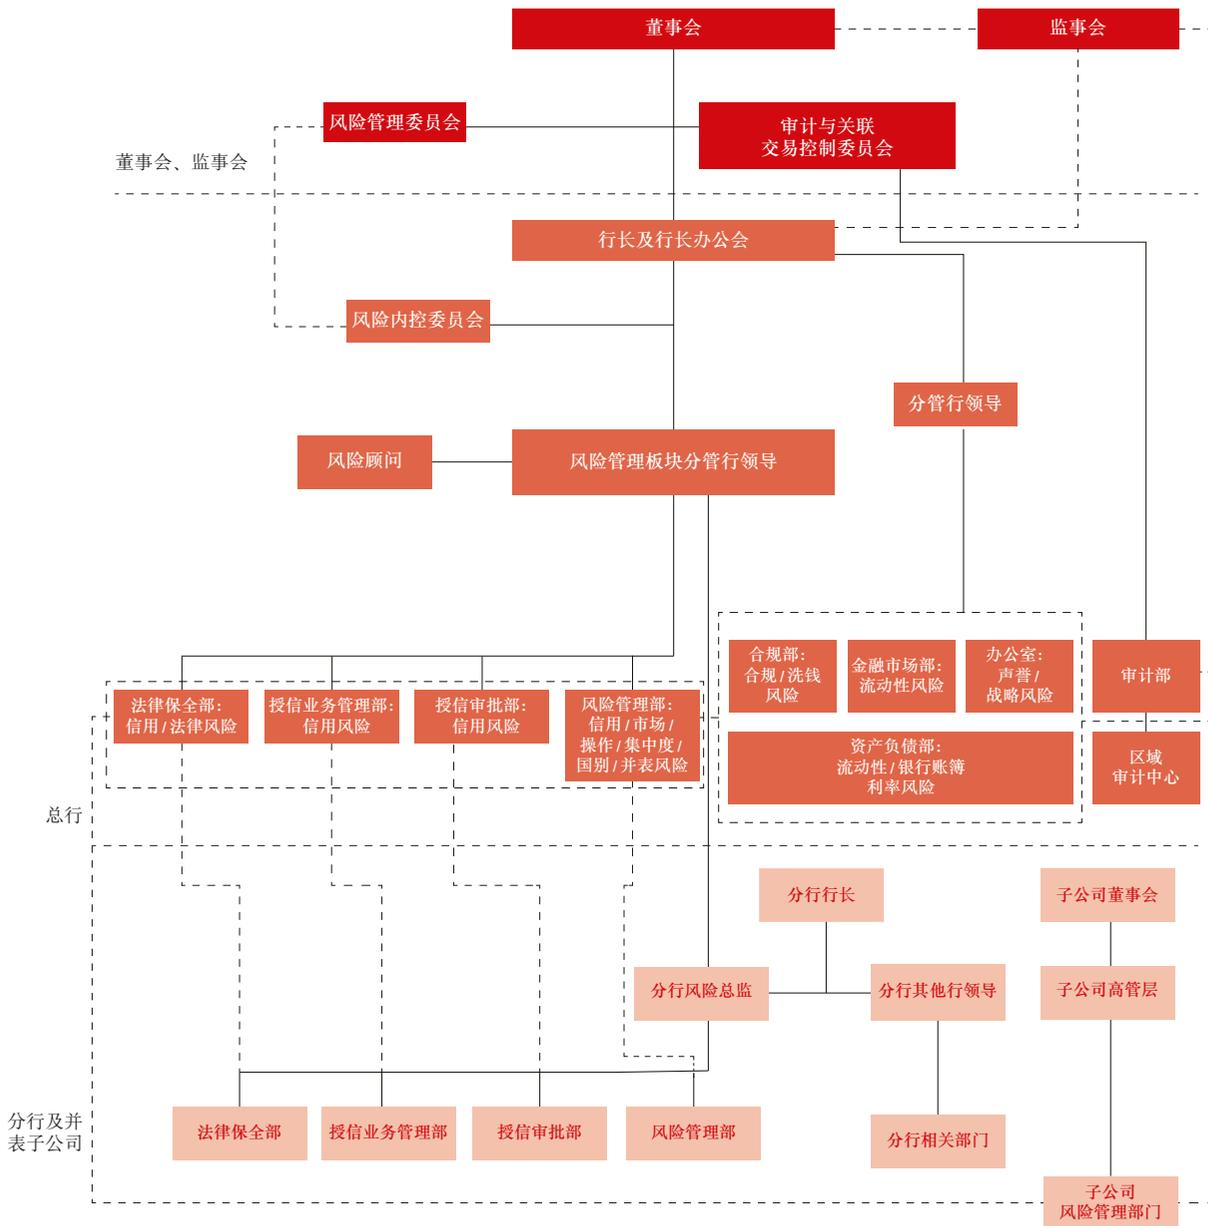 董事会
监事会
风险管理委员会
审计与关联
交易控制委员会
董事会、监事会
行长及行长办公会
风险内控委员会
分管行领导
风险顾问
风险管理板块分管行领导
合规部：
合规/洗钱
风险
金融市场部：
流动性风险
办公室：
声誉/
战略风险
审计部
法律保全部：
信用/法律风险
授信业务管理部：
信用风险
授信审批部：
信用风险
风险管理部：
信用/市场/
操作/集中度/
国别/并表风险
资产负债部：
流动性/银行账簿
利率风险
区域
审计中心
总行
分行行长
子公司董事会
分行风险总监
分行其他行领导
子公司高管层
分行及并
表子公司
法律保全部
授信业务管理部
授信审批部
风险管理部
分行相关部门
子公司
风险管理部门